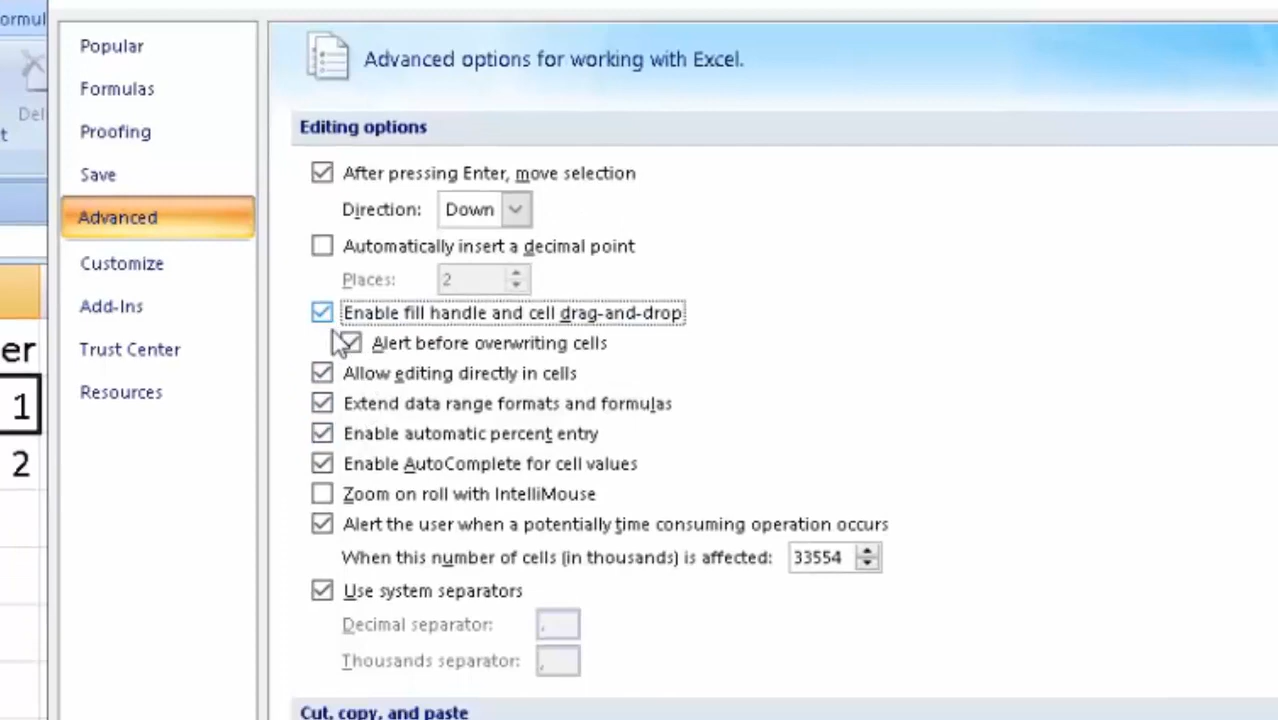 ormul
Del
t
er
1
2
Popular
Formulas
Proofing
Save
Advanced
Customize
Add-Ins
Trust Center
Resources
Advanced options for working with Excel.
Editing options
After pressing Enter, move selection
Direction: Down
Automatically insert a decimal point
Places: 2
Enable fill handle and cell drag-and-drop
Alert before overwriting cells
Allow editing directly in cells
Extend data range formats and formulas
Enable automatic percent entry
Enable AutoComplete for cell values
Zoom on roll with IntelliMouse
Alert the user when a potentially time consuming operation occurs
When this number of cells (in thousands) is affected: 33554
Use system separators
Decimal separator: .
Thousands separator: ,
Cut, copy, and paste